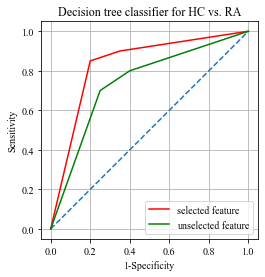 Decision tree classifier for HC vs. RA
Sensitivity
1.0
0.8
0.6
0.4
0.2
0.0
selected feature
unselected feature
0.0 0.2 0.4 0.6 0.8 1.0
1-Specificity